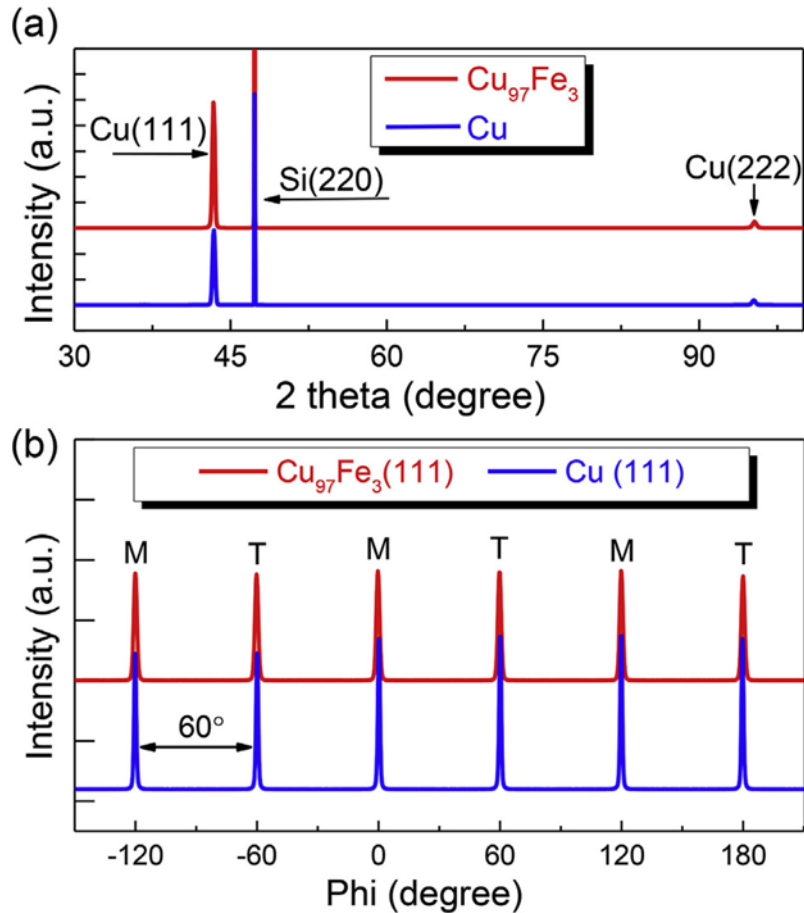 (a)
Cu₉₇Fe₃
Cu
Cu(111)
Si(220)
Cu(222)
Intensity (a.u.)
30 45 60 75 90
2 theta (degree)
(b)
Cu₉₇Fe₃(111) Cu (111)
M T M T M T
60°
Intensity (a.u.)
-120 -60 0 60 120 180
Phi (degree)